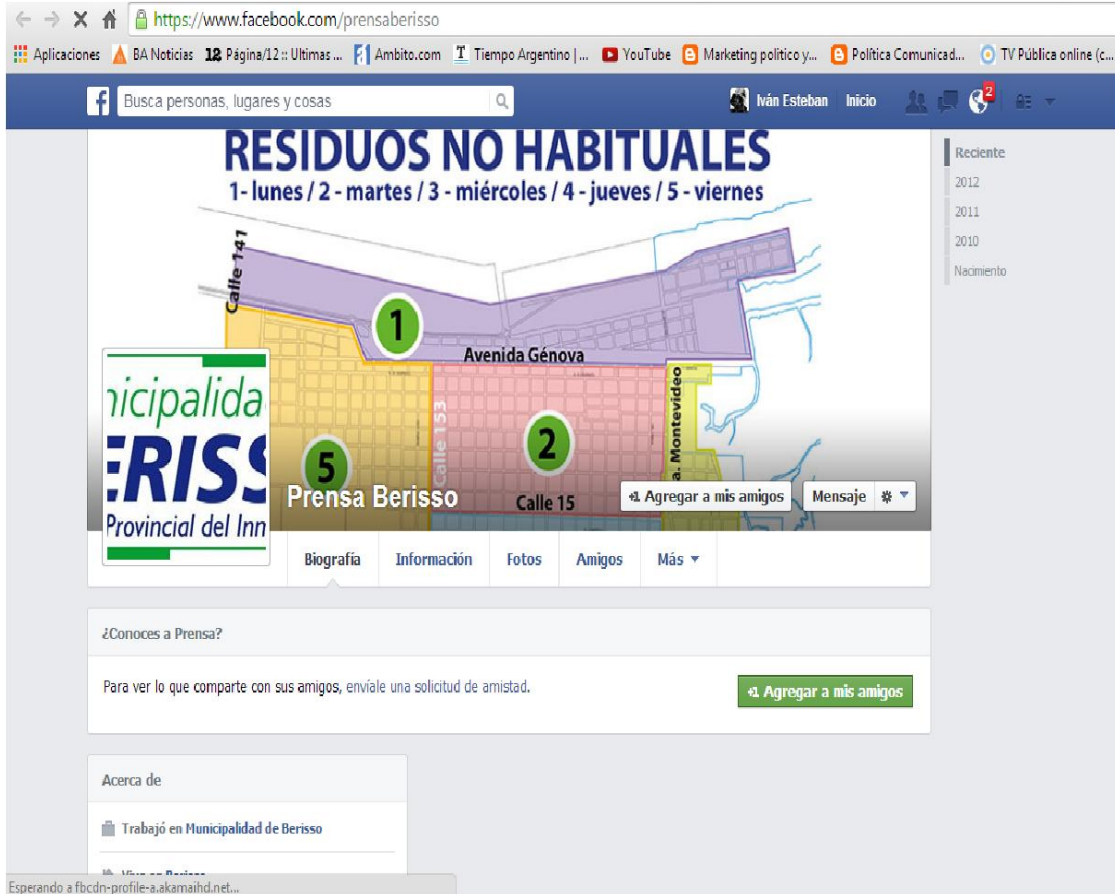 https://www.facebook.com/prensaberisso
Aplicaciones BA Noticias 12 Página/12 :: Ultimas ... Ambito.com T Tiempo Argentino | ... YouTube Marketing politico y... Política Comunicad... TV Pública online (c...
f Busca personas, lugares y cosas Iván Esteban Inicio 2
RESIDUOS NO HABITUALES
1- lunes / 2 - martes / 3 - miércoles / 4 - jueves / 5 - viernes
Calle 141
1
Avenida Génova
Calle 153
a. Montevideo
2
5
Calle 15
nicipalida
ERISS
Provincial del Inn
Prensa Berisso
+1 Agregar a mis amigos Mensaje
Biografía Información Fotos Amigos Más
Reciente
2012
2011
2010
Nacimiento
¿Conoces a Prensa?
Para ver lo que comparte con sus amigos, envíale una solicitud de amistad.
+1 Agregar a mis amigos
Acerca de
Trabajó en Municipalidad de Berisso
Esperando a fbcdn-profile-a.akamaihd.net...